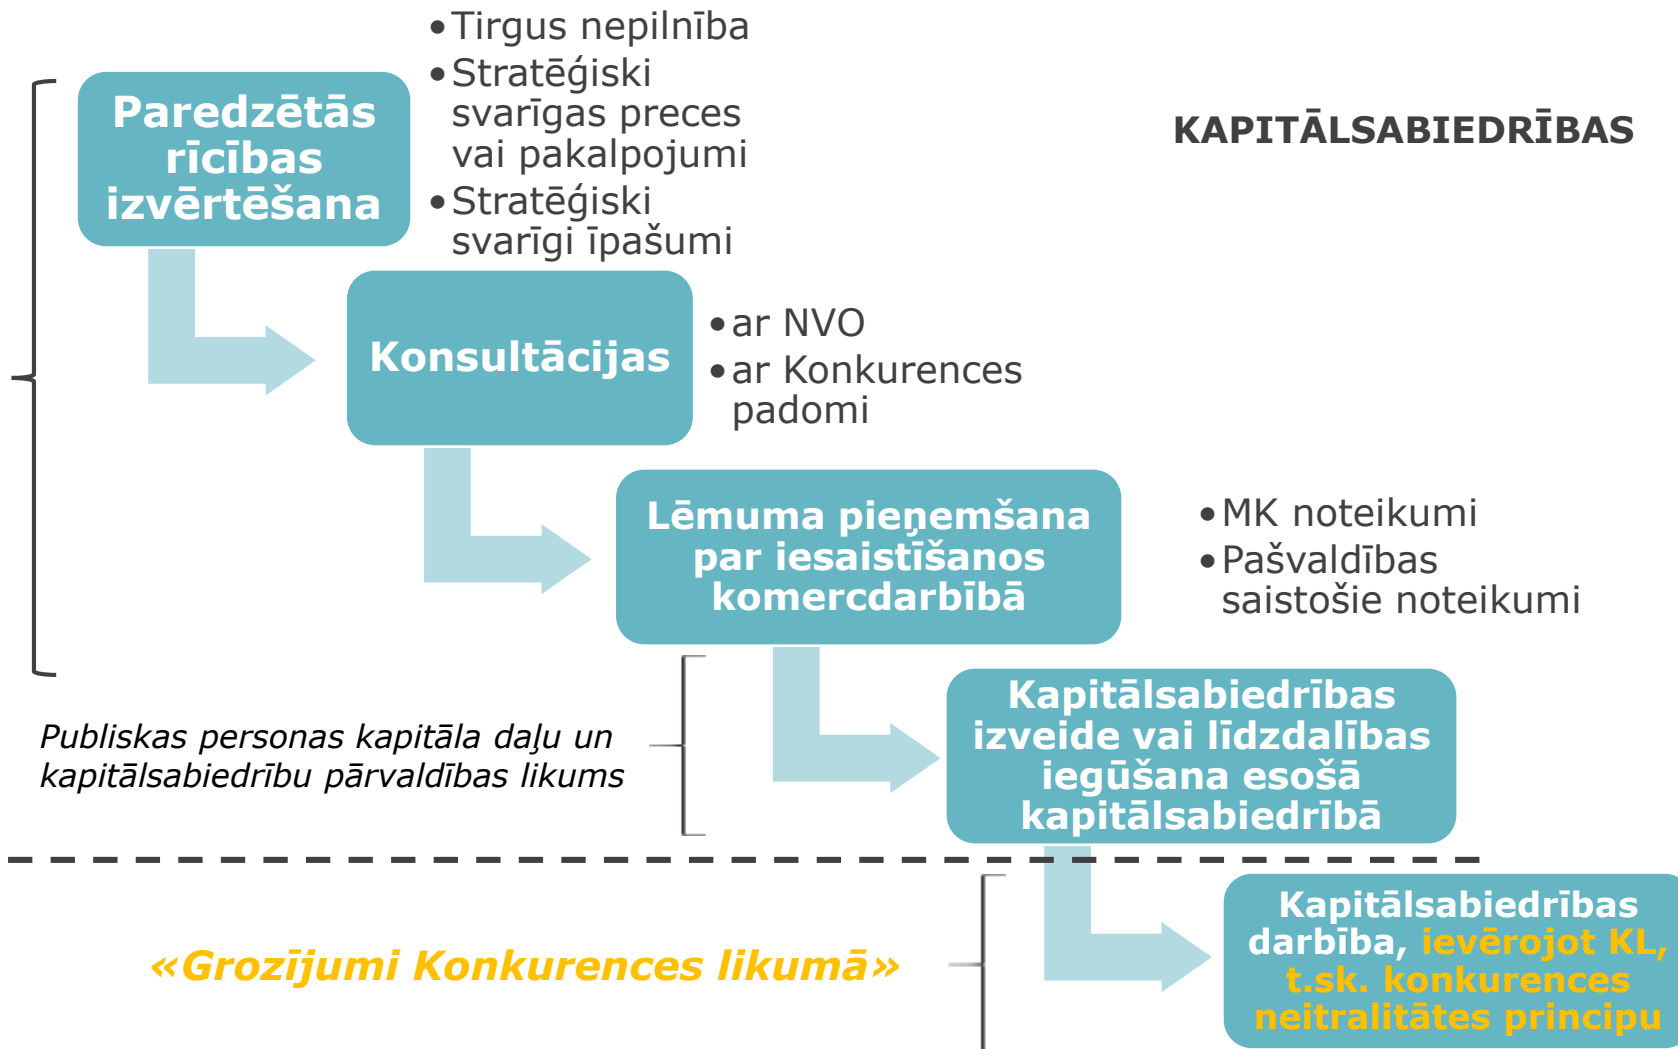 • Tirgus nepilnība
• Stratēģiski
svarīgas preces
vai pakalpojumi
• Stratēģiski
svarīgi īpašumi
Paredzētās
rīcības
izvērtēšana
KAPITĀLSABIEDRĪBAS
Konsultācijas
• ar NVO
• ar Konkurences
padomi
Lēmuma pieņemšana
par iesaistīšanos
komercdarbībā
• MK noteikumi
• Pašvaldības
saistošie noteikumi
Publiskas personas kapitāla daļu un
kapitālsabiedrību pārvaldības likums
Kapitālsabiedrības
izveide vai līdzdalības
iegūšana esošā
kapitālsabiedrībā
«Grozījumi Konkurences likumā»
Kapitālsabiedrības
darbība, ievērojot KL,
t.sk. konkurences
neitralitātes principu